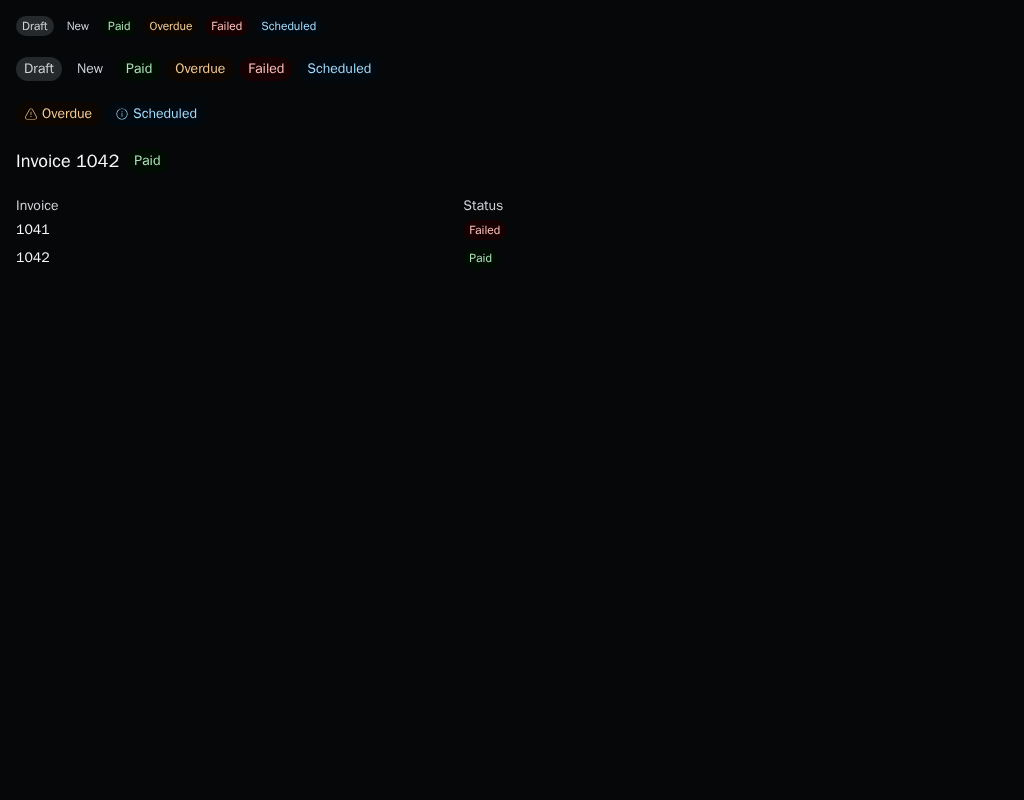 Draft New Paid Overdue Failed Scheduled
Draft New Paid Overdue Failed Scheduled
Overdue Scheduled
Invoice 1042 Paid
Invoice Status
1041 Failed
1042 Paid